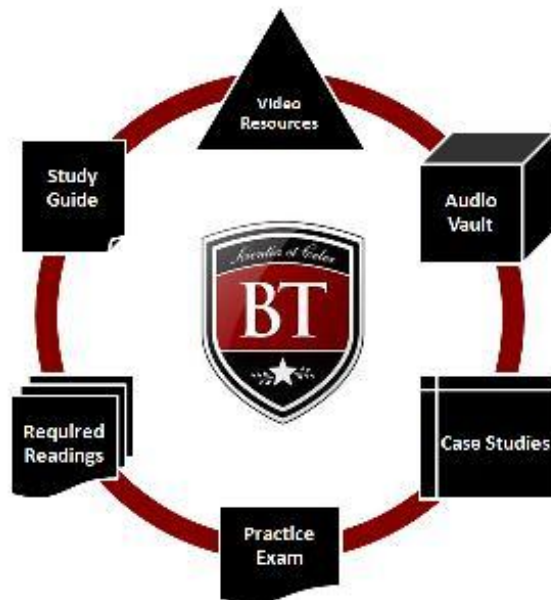 Video
Resources
Audio
Vault
Case Studies
Practice
Exam
Required
Readings
Study
Guide
BT